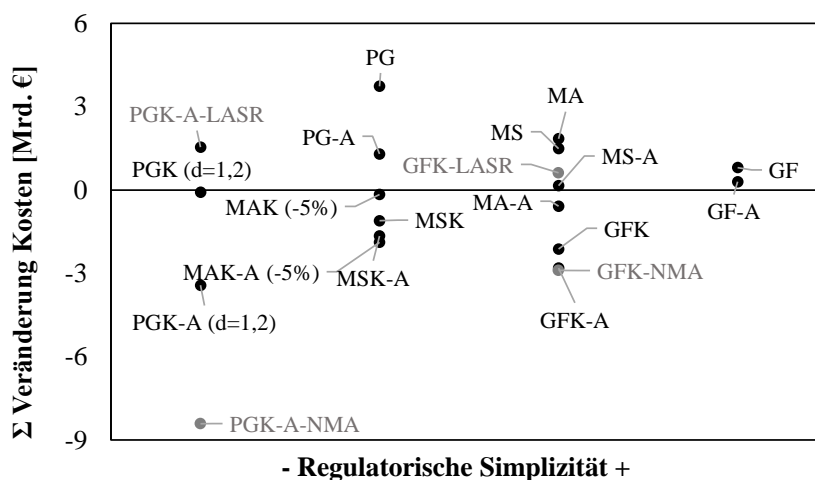 Σ Veränderung Kosten [Mrd. €]
6
3
0
-3
-6
-9
PG
PGK-A-LASR
MA
MS
PG-A
MS-A
GFK-LASR
PGK (d=1,2)
GF
MAK (-5%)
MA-A
GF-A
MSK
GFK
MAK-A (-5%)
MSK-A
GFK-NMA
PGK-A (d=1,2)
GFK-A
PGK-A-NMA
- Regulatorische Simplizität +